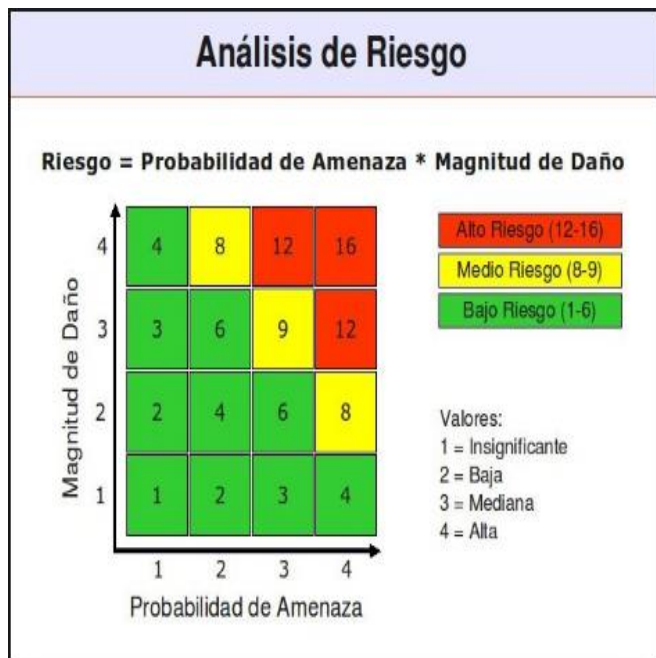 Análisis de Riesgo
Riesgo = Probabilidad de Amenaza * Magnitud de Daño
Magnitud de Daño
4 4 8 12 16
3 3 6 9 12
2 2 4 6 8
1 1 2 3 4
1 2 3 4
Probabilidad de Amenaza
Alto Riesgo (12-16)
Medio Riesgo (8-9)
Bajo Riesgo (1-6)
Valores:
1 = Insignificante
2 = Baja
3 = Mediana
4 = Alta